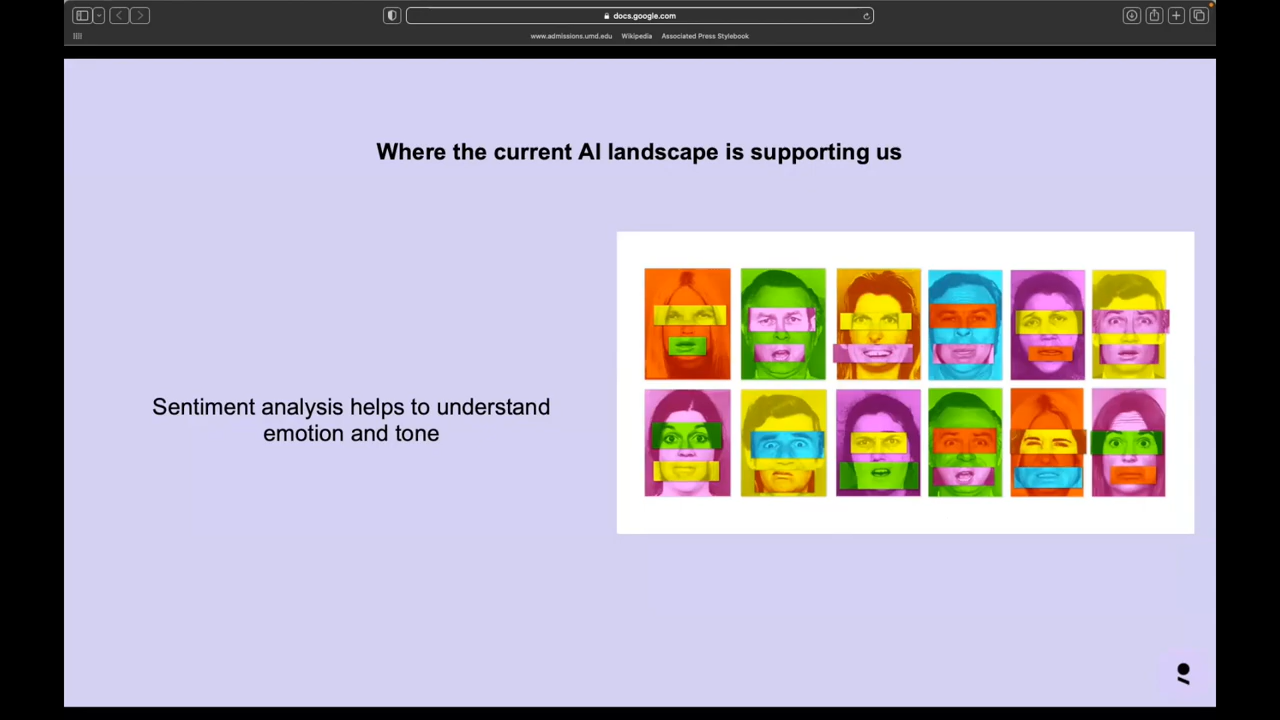 docs.google.com
www.admissions.umd.edu Wikipedia Associated Press Stylebook
Where the current AI landscape is supporting us
Sentiment analysis helps to understand
emotion and tone